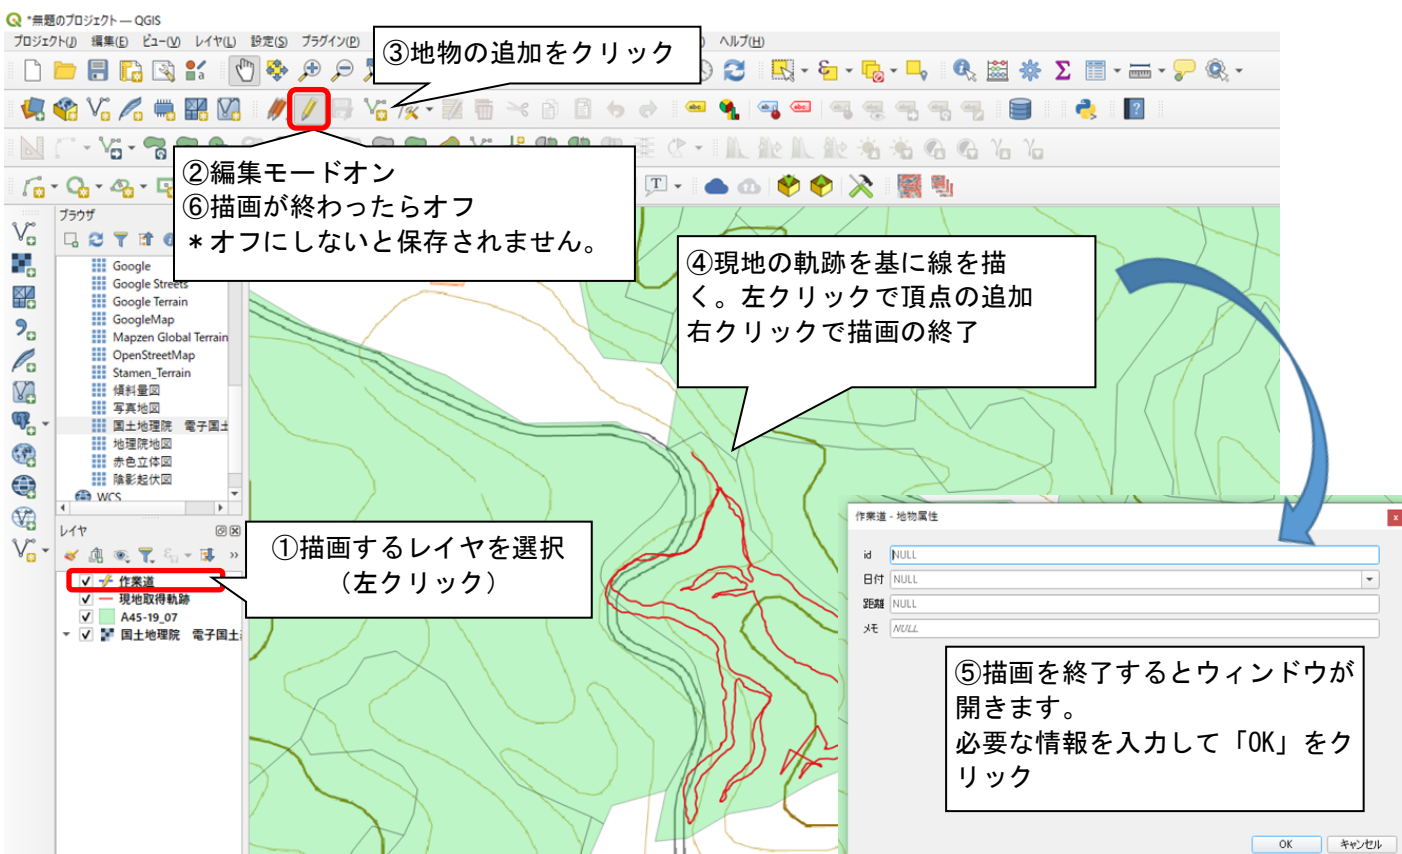 *無題のプロジェクト — QGIS
プロジェクト(J) 編集(E) ビュー(V) レイヤ(L) 設定(S) プラグイン(P) ヘルプ(H)
③地物の追加をクリック
②編集モードオン
⑥描画が終わったらオフ
＊オフにしないと保存されません。
④現地の軌跡を基に線を描
く。左クリックで頂点の追加
右クリックで描画の終了
ブラウザ
Google
Google Streets
Google Terrain
GoogleMap
Mapzen Global Terrain
OpenStreetMap
Stamen_Terrain
傾斜量図
写真地図
国土地理院 電子国土
地理院地図
赤色立体図
陰影起伏図
WCS
レイヤ
①描画するレイヤを選択
（左クリック）
作業道
現地取得軌跡
A45-19_07
国土地理院 電子国土
作業道 - 地物属性
id NULL
日付 NULL
距離 NULL
メモ NULL
⑤描画を終了するとウィンドウが
開きます。
必要な情報を入力して「OK」をク
リック
OK キャンセル